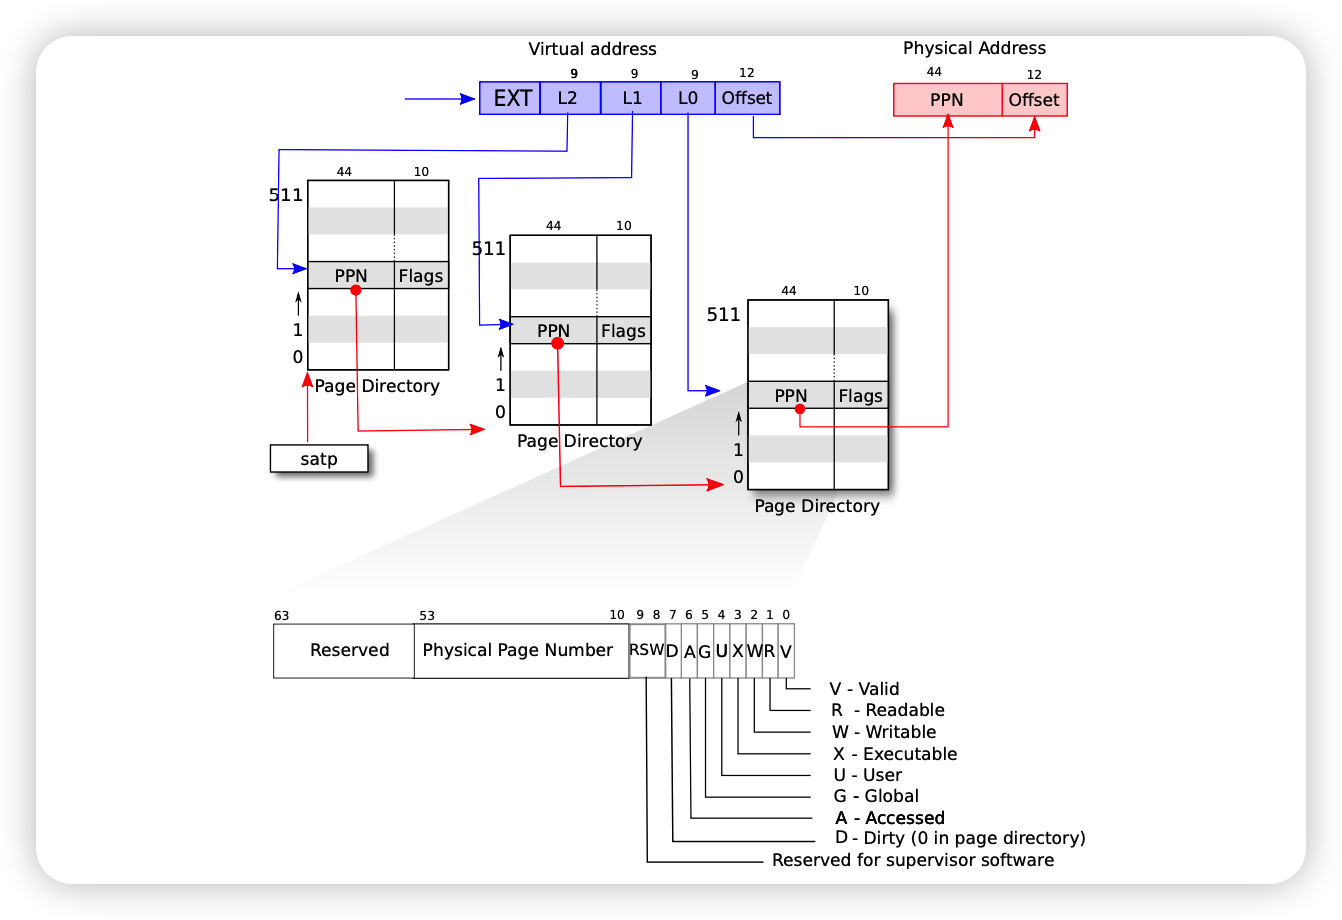 Virtual address
Physical Address
9 9 9 12
44 12
EXT L2 L1 L0 Offset
PPN Offset
44 10
511
PPN Flags
1
0
Page Directory
satp
44 10
511
PPN Flags
1
0
Page Directory
44 10
511
PPN Flags
1
0
Page Directory
63 53 10 9 8 7 6 5 4 3 2 1 0
Reserved Physical Page Number RSW D A G U X W R V
V - Valid
R - Readable
W - Writable
X - Executable
U - User
G - Global
A - Accessed
D - Dirty (0 in page directory)
Reserved for supervisor software